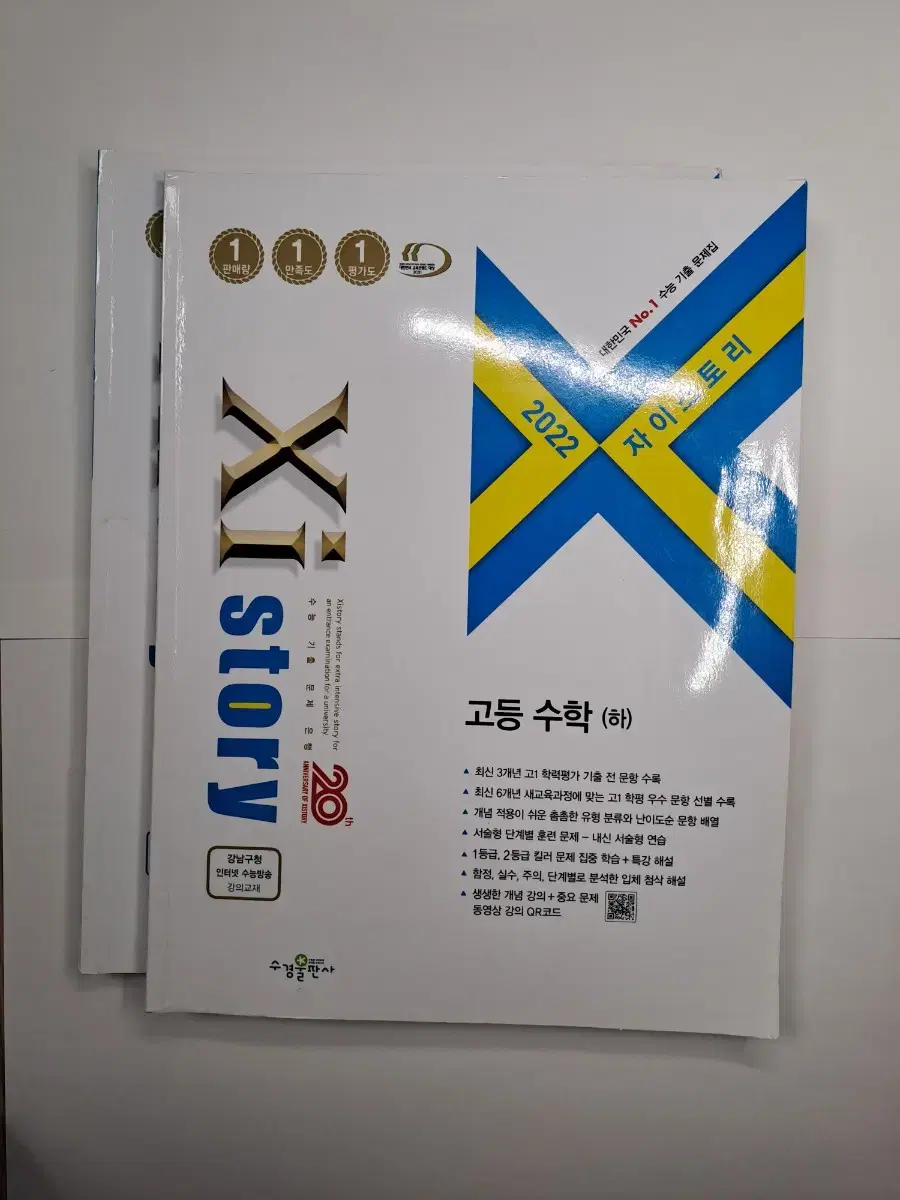 1
판매량
1
만족도
1
평가도
대한민국 No.1 수능 기출 문제집
2022
자이스토리
Xi
story
Xistory stands for extra intensive story for
an entrance examination for a university.
수능 기출 문제 은행
20th
UNIVERSARY OF XISTORY
고등 수학 (하)
▲ 최신 3개년 고1 학력평가 기출 전 문항 수록
▲ 최신 6개년 새교육과정에 맞는 고1 학평 우수 문항 선별 수록
▲ 개념 적용이 쉬운 촘촘한 유형 분류와 난이도순 문항 배열
▲ 서술형 단계별 훈련 문제 – 내신 서술형 연습
▲ 1등급, 2등급 킬러 문제 집중 학습 + 특강 해설
▲ 함정, 실수, 주의, 단계별로 분석한 입체 첨삭 해설
▲ 생생한 개념 강의 + 중요 문제
동영상 강의 QR코드
강남구청
인터넷 수능방송
강의교재
수경출판사